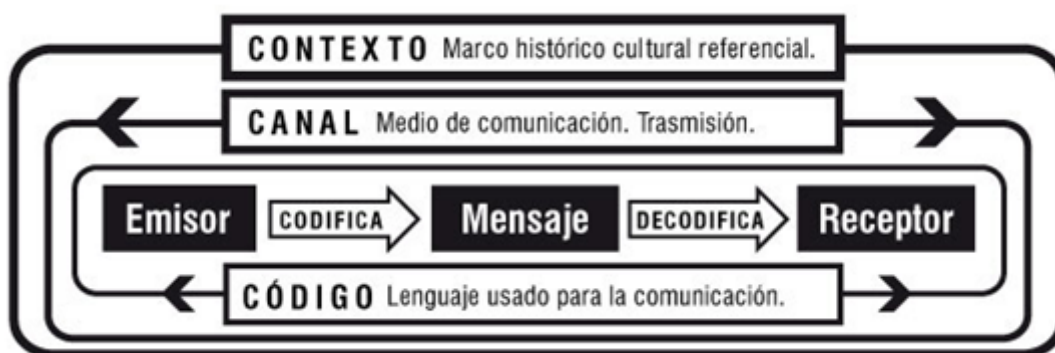 CONTEXTO Marco histórico cultural referencial.
CANAL Medio de comunicación. Trasmisión.
Emisor CODIFICA Mensaje DECODIFICA Receptor
CÓDIGO Lenguaje usado para la comunicación.